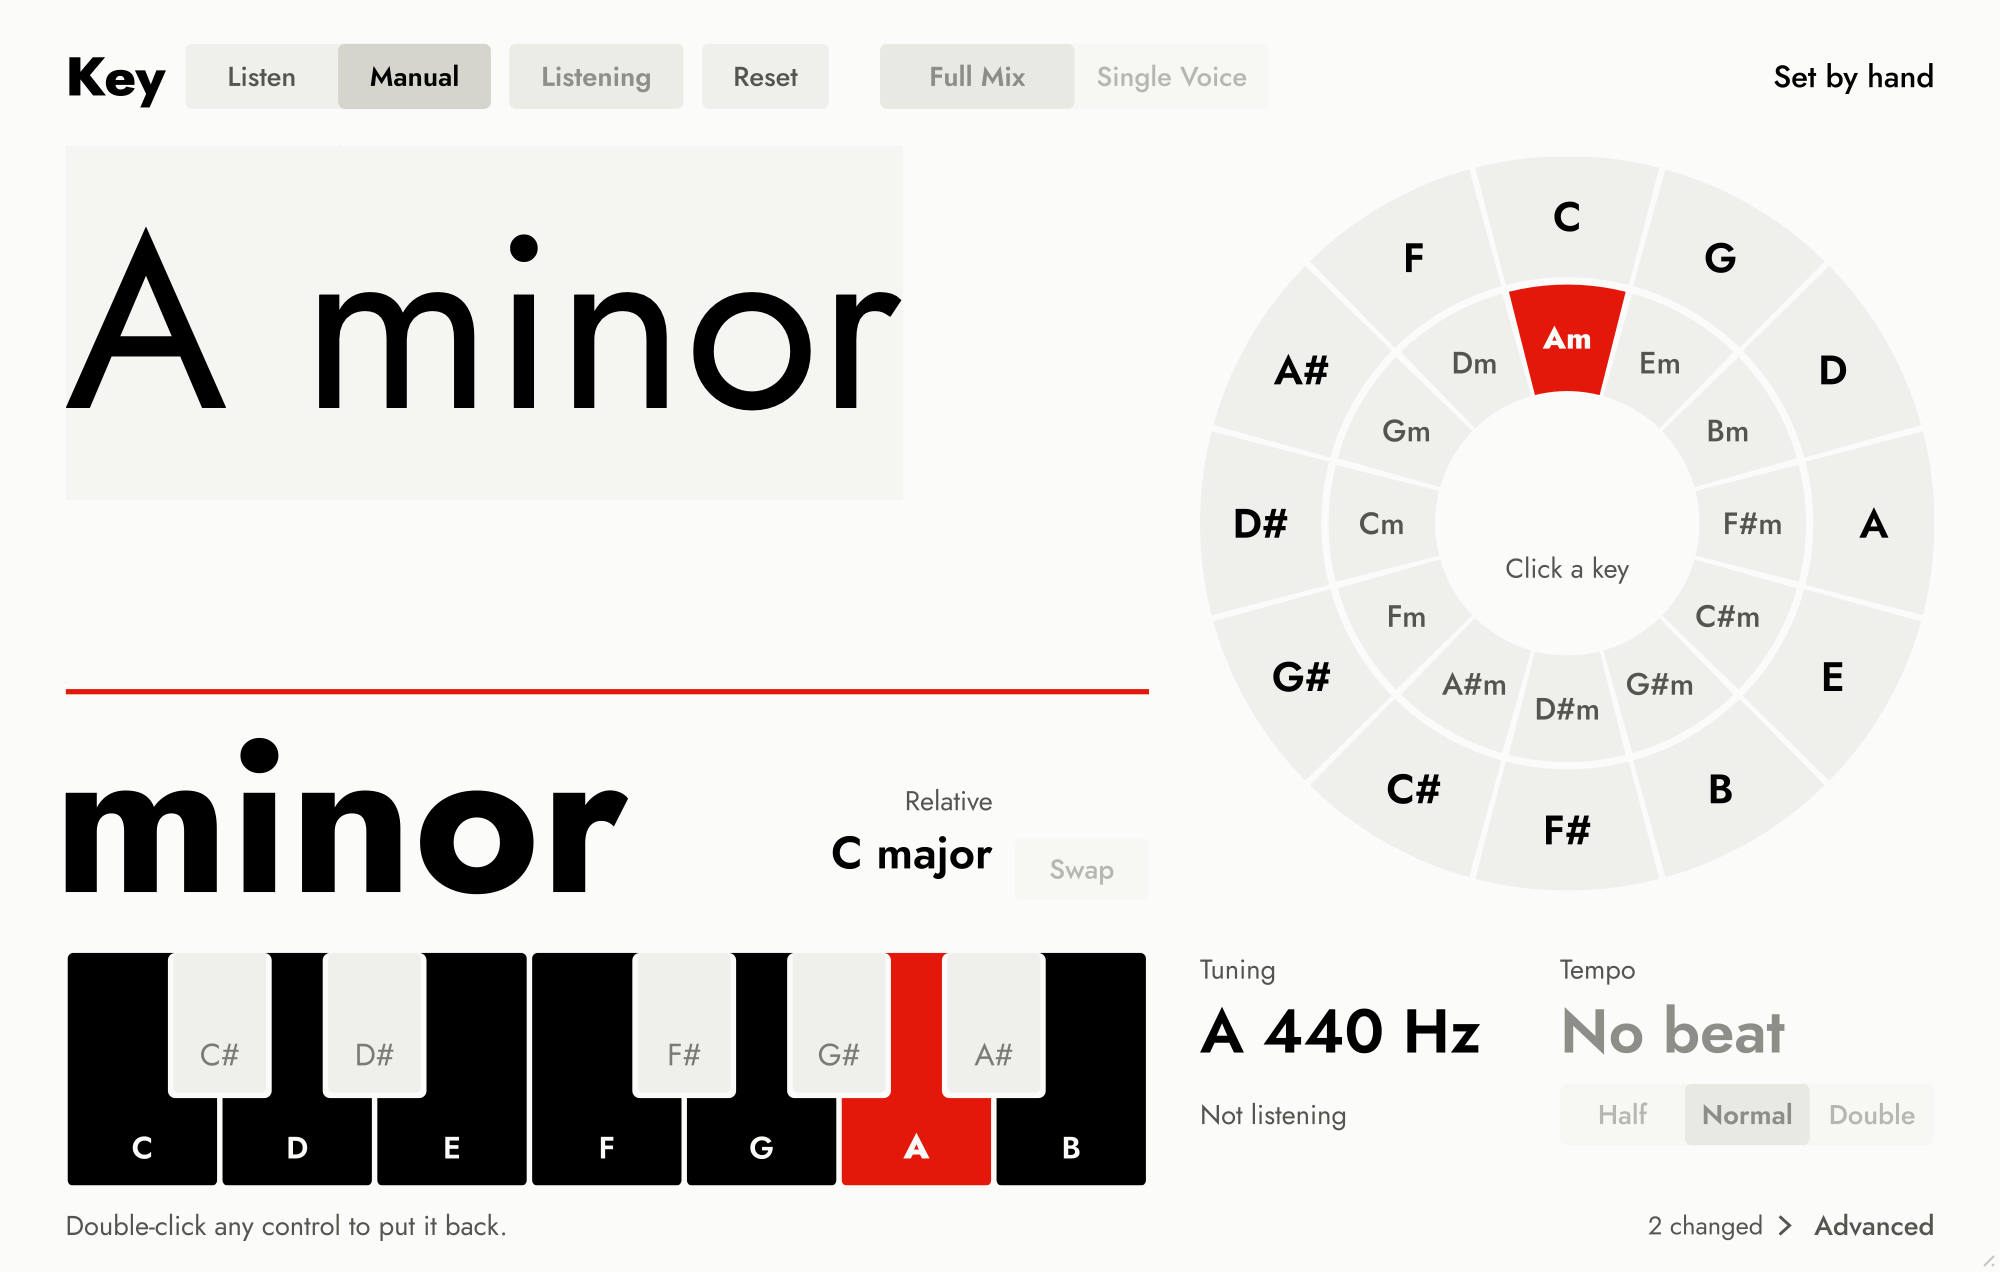 Key
Listen
Manual
Listening
Reset
Full Mix
Single Voice
Set by hand
A minor
minor
Relative
C major
Swap
C
G
D
A
E
B
F#
C#
G#
D#
A#
F
Am
Em
Bm
F#m
C#m
G#m
D#m
A#m
Fm
Cm
Gm
Dm
Click a key
C#
D#
F#
G#
A#
C
D
E
F
G
A
B
Tuning
A 440 Hz
Not listening
Tempo
No beat
Half
Normal
Double
Double-click any control to put it back.
2 changed
Advanced